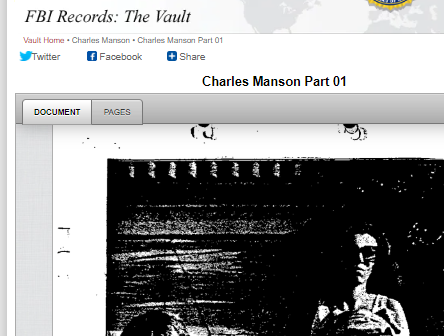 FBI Records: The Vault
Vault Home • Charles Manson • Charles Manson Part 01
Twitter Facebook Share
Charles Manson Part 01
DOCUMENT PAGES